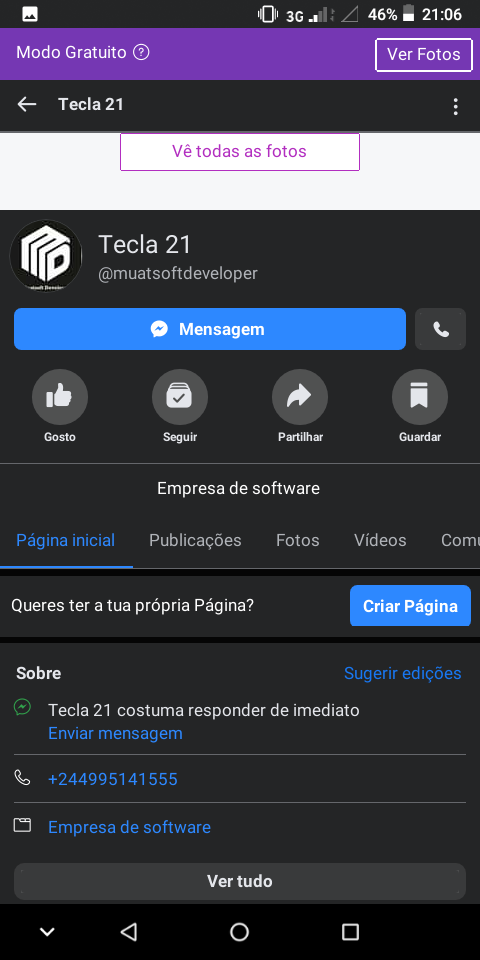 3G 46% 21:06
Modo Gratuito ? Ver Fotos
Tecla 21
Vê todas as fotos
Tecla 21
@muatsoftdeveloper
Mensagem
Gosto Seguir Partilhar Guardar
Empresa de software
Página inicial Publicações Fotos Vídeos Comu
Queres ter a tua própria Página? Criar Página
Sobre Sugerir edições
Tecla 21 costuma responder de imediato
Enviar mensagem
+244995141555
Empresa de software
Ver tudo